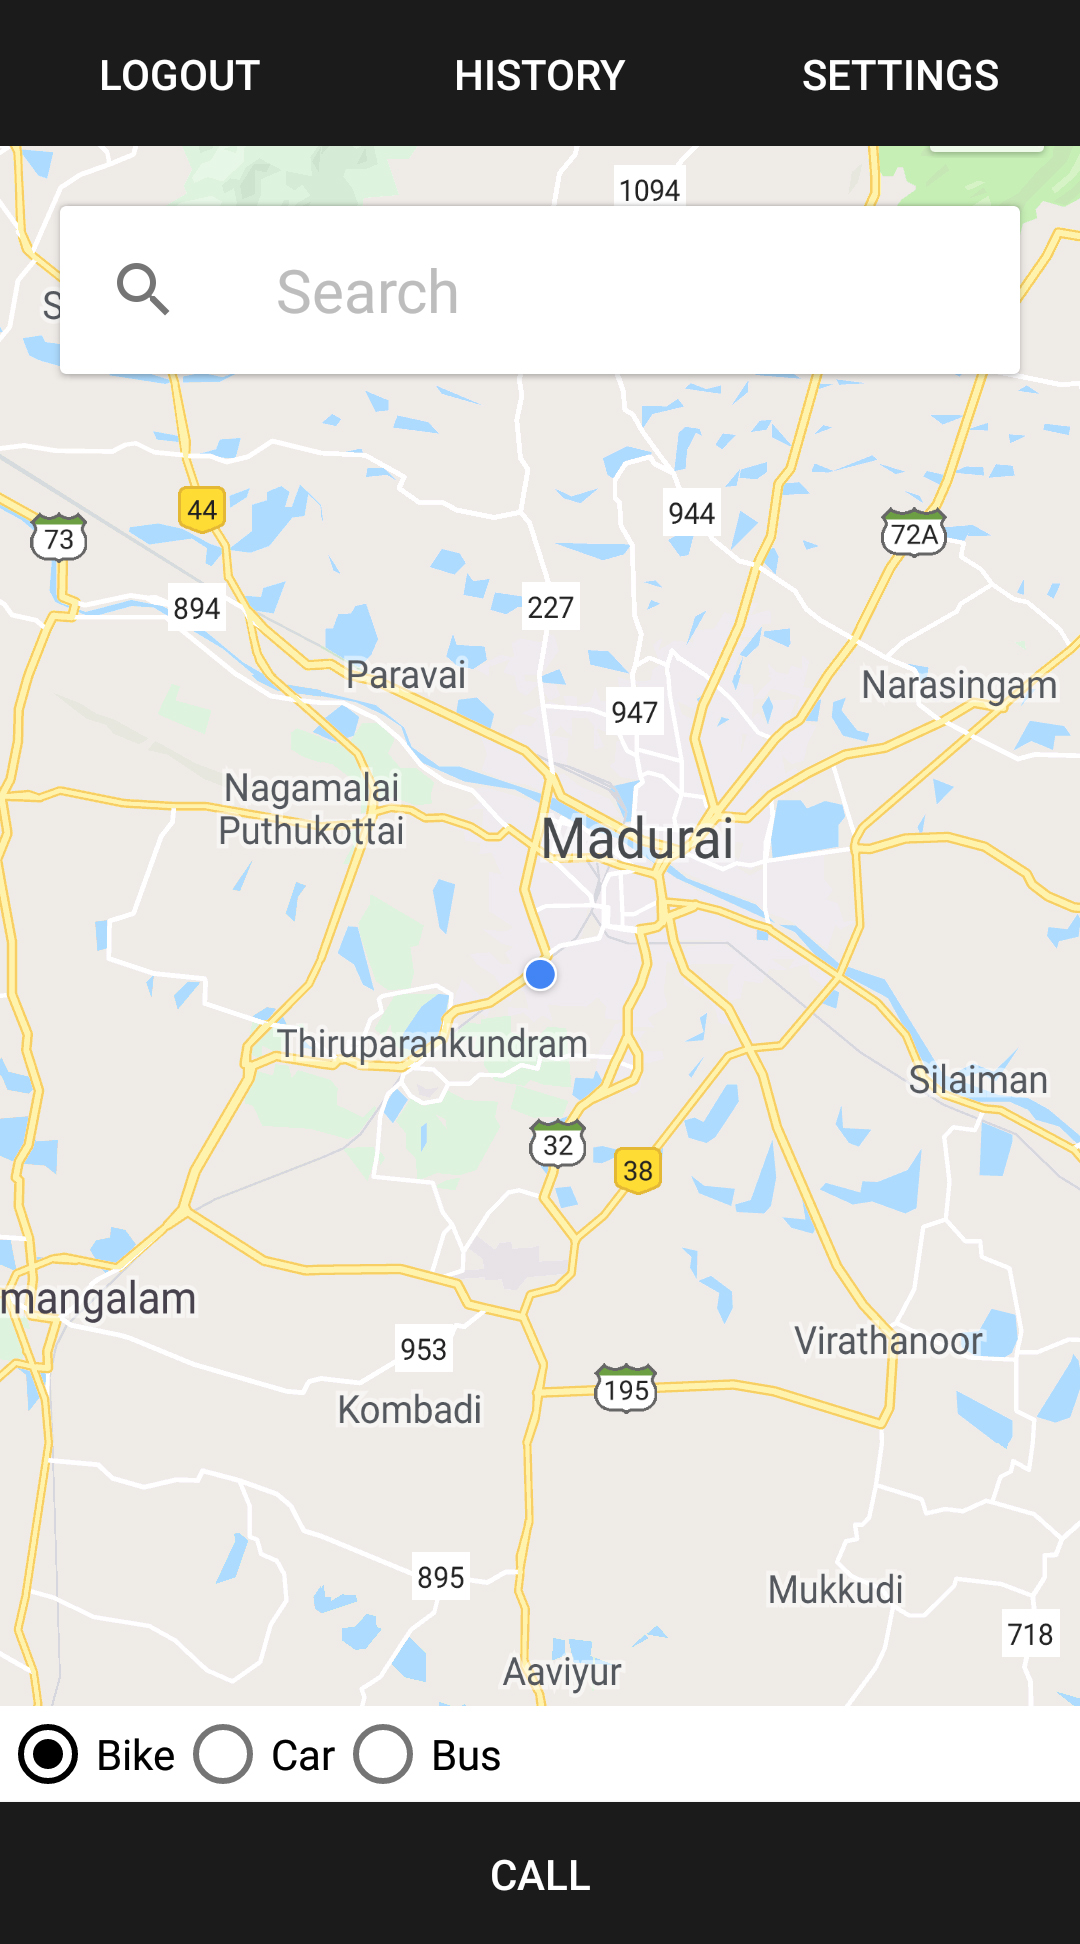 LOGOUT HISTORY SETTINGS
1094
S
Search
44
944
73
72A
894
227
Paravai
Narasingam
947
Nagamalai
Puthukottai
Madurai
Thiruparankundram
Silaiman
32
38
mangalam
Virathanoor
953
195
Kombadi
895
Mukkudi
718
Aaviyur
Bike Car Bus
CALL